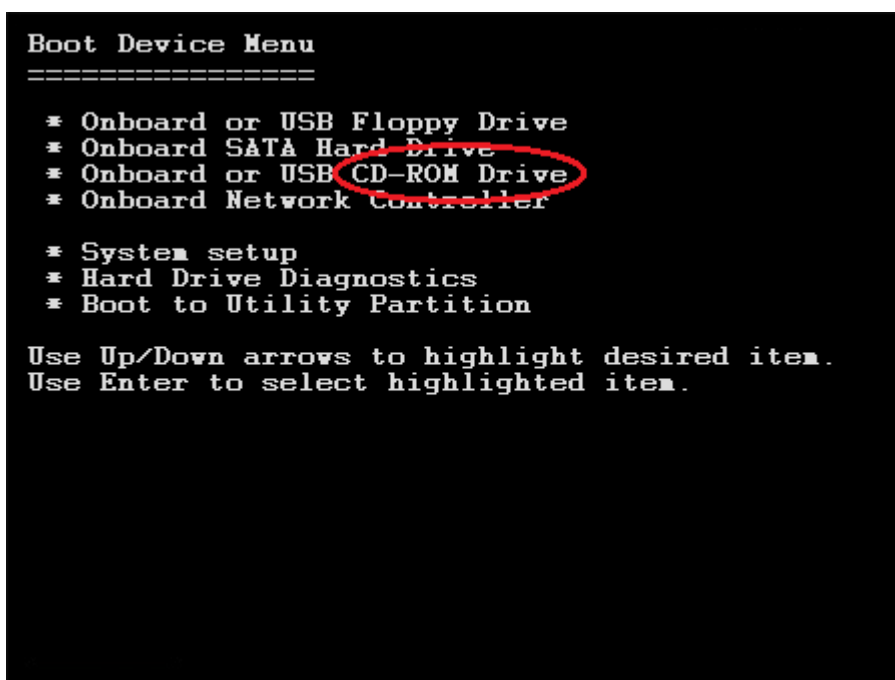 Boot Device Menu
================
* Onboard or USB Floppy Drive
* Onboard SATA Hard Drive
* Onboard or USB CD-ROM Drive
* Onboard Network Controller
* System setup
* Hard Drive Diagnostics
* Boot to Utility Partition
Use Up/Down arrows to highlight desired item.
Use Enter to select highlighted item.